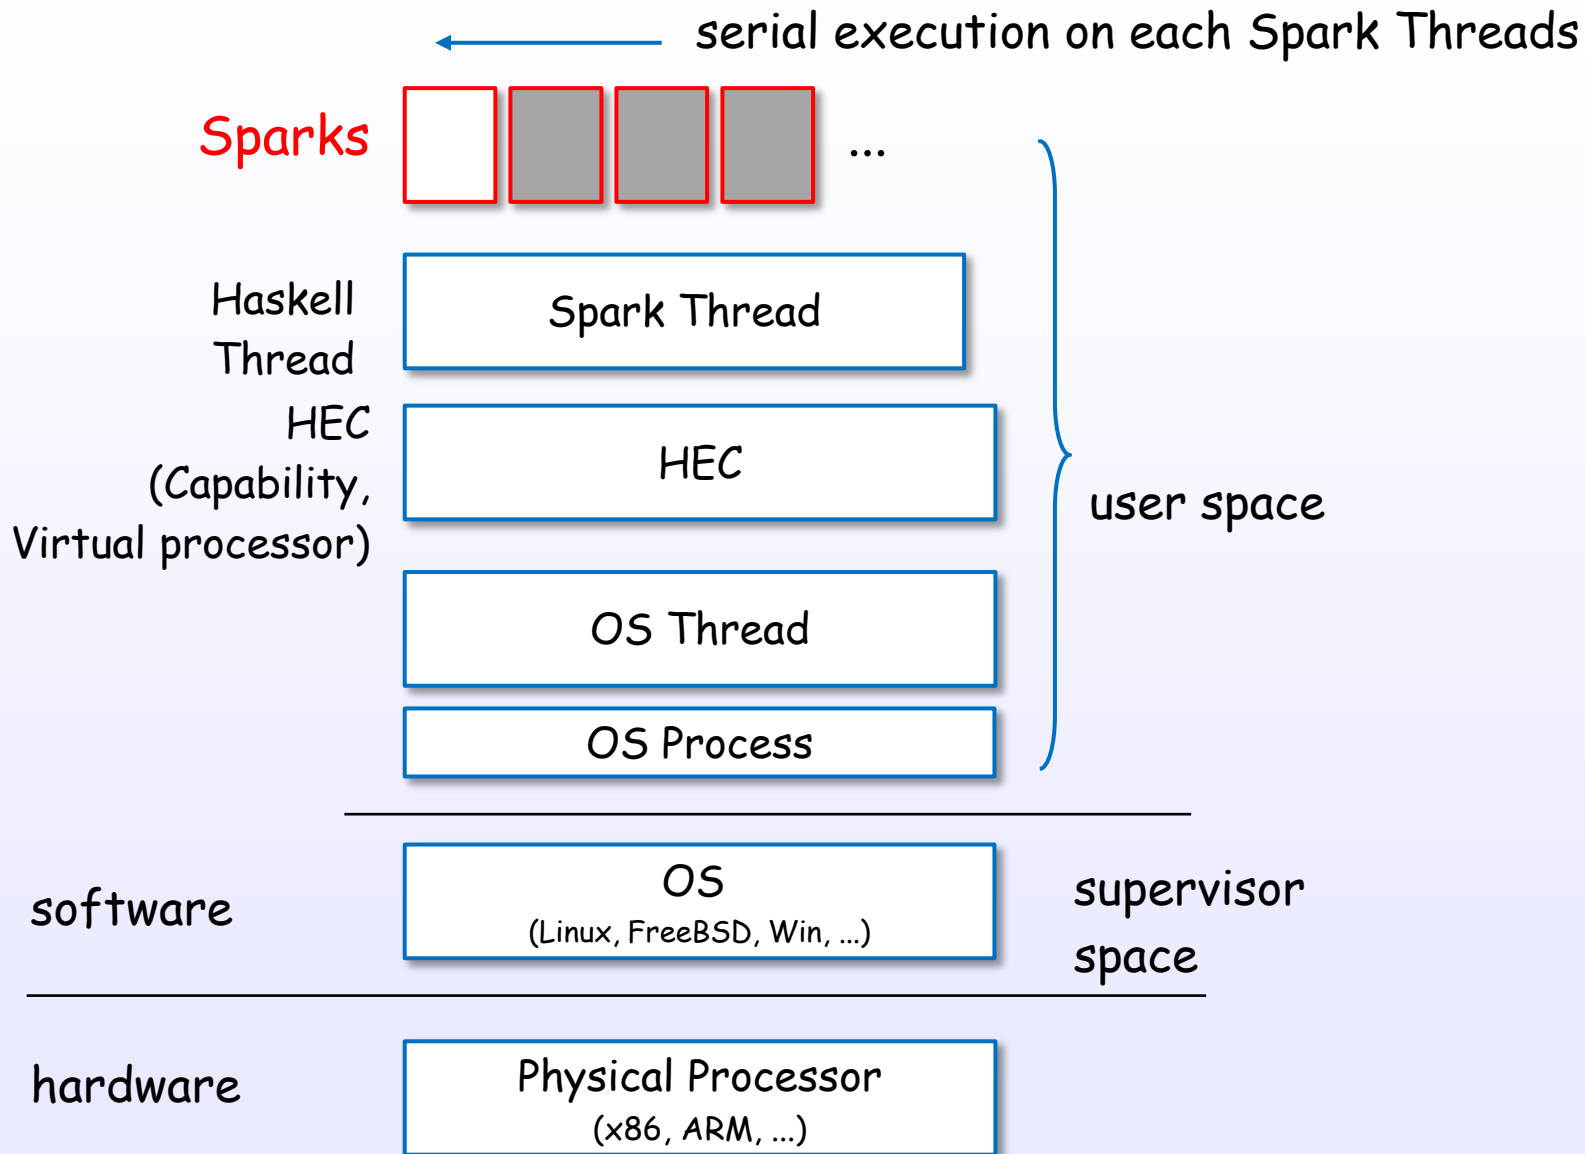 serial execution on each Spark Threads
Sparks
...
Haskell
Thread
Spark Thread
HEC
(Capability,
Virtual processor)
HEC
user space
OS Thread
OS Process
software
OS
(Linux, FreeBSD, Win, ...)
supervisor
space
hardware
Physical Processor
(x86, ARM, ...)